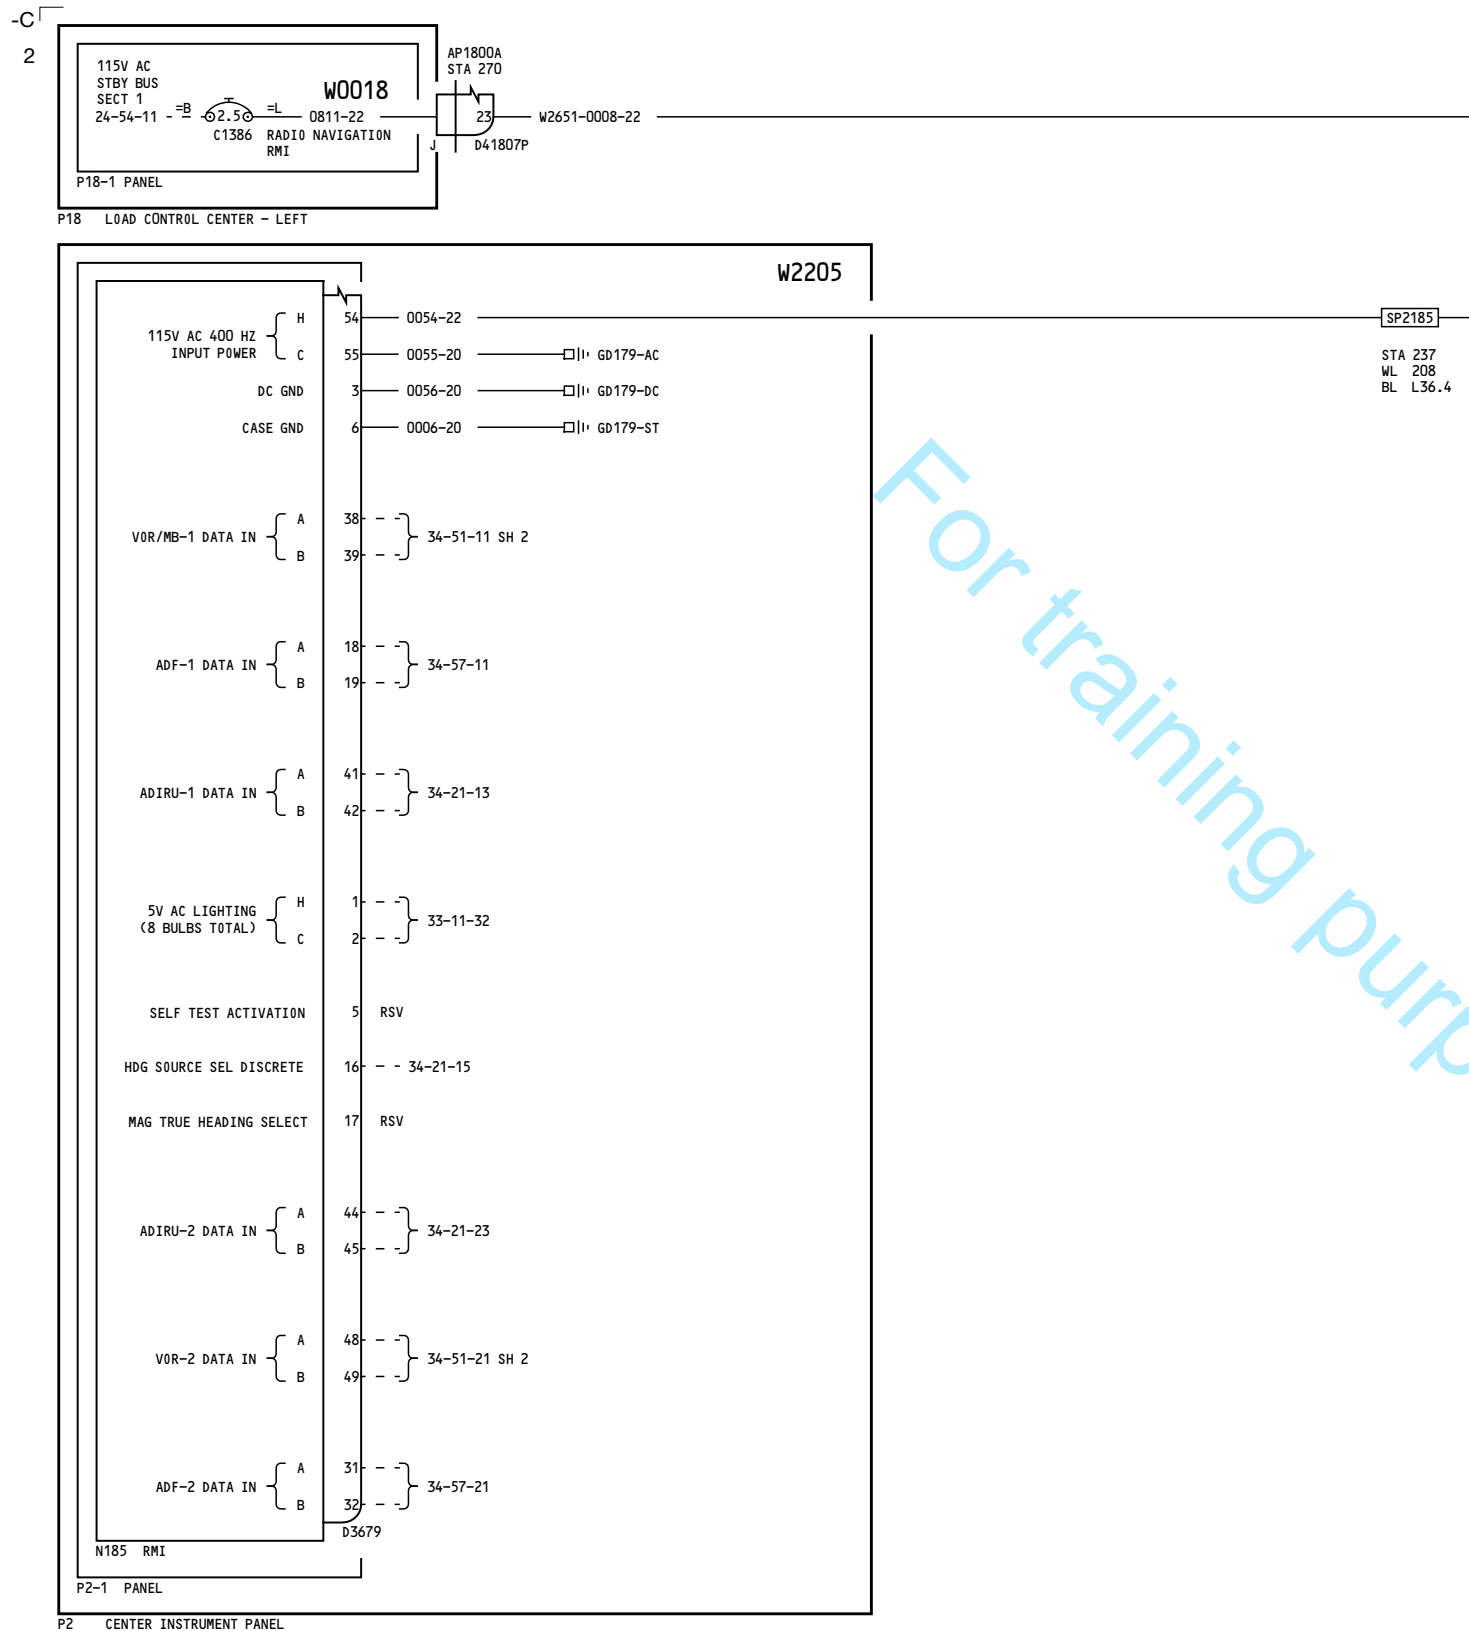 -C
2
115V AC
STBY BUS
SECT 1
24-54-11
=B
2.5
=L
C1386
W0018
0811-22
RADIO NAVIGATION
RMI
J
AP1800A
STA 270
23
D41807P
W2651-0008-22
P18-1 PANEL
P18 LOAD CONTROL CENTER - LEFT
W2205
115V AC 400 HZ
INPUT POWER
H 54 0054-22
SP2185
C 55 0055-20 GD179-AC
STA 237
WL 208
BL L36.4
DC GND 3 0056-20 GD179-DC
CASE GND 6 0006-20 GD179-ST
VOR/MB-1 DATA IN
A 38
B 39
34-51-11 SH 2
ADF-1 DATA IN
A 18
B 19
34-57-11
ADIRU-1 DATA IN
A 41
B 42
34-21-13
5V AC LIGHTING
(8 BULBS TOTAL)
H 1
C 2
33-11-32
SELF TEST ACTIVATION 5 RSV
HDG SOURCE SEL DISCRETE 16 34-21-15
MAG TRUE HEADING SELECT 17 RSV
ADIRU-2 DATA IN
A 44
B 45
34-21-23
VOR-2 DATA IN
A 48
B 49
34-51-21 SH 2
ADF-2 DATA IN
A 31
B 32
34-57-21
D3679
N185 RMI
P2-1 PANEL
P2 CENTER INSTRUMENT PANEL
For training purp